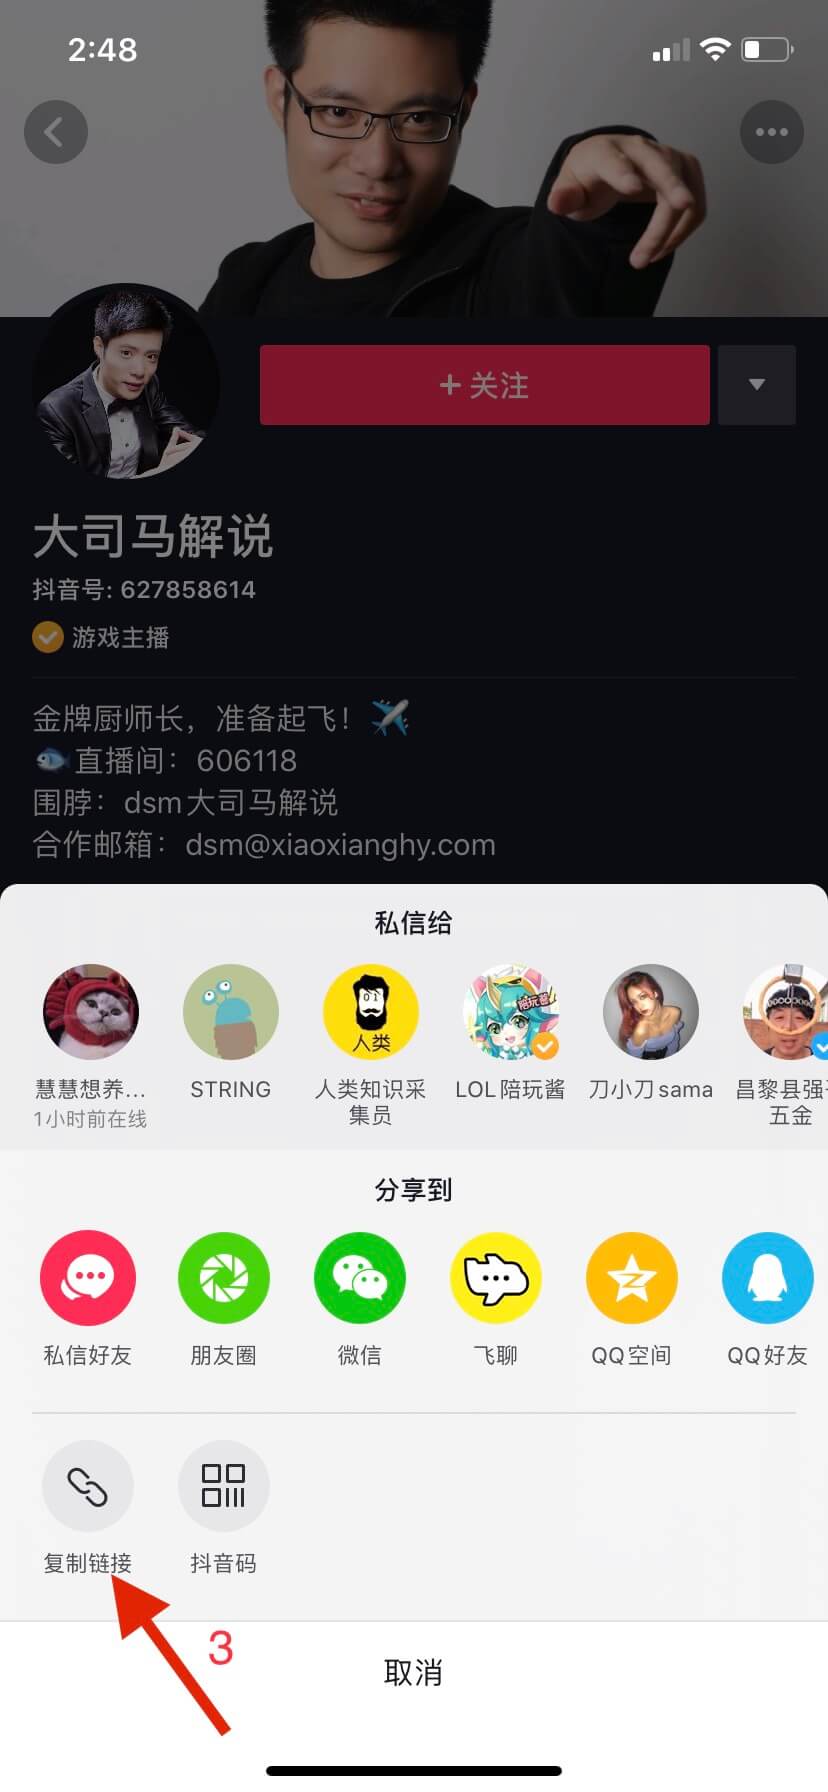 2:48
+ 关注
大司马解说
抖音号: 627858614
游戏主播
金牌厨师长，准备起飞！
直播间：606118
围脖：dsm大司马解说
合作邮箱：dsm@xiaoxianghy.com
私信给
人类
陪玩酱
慧慧想养...
1小时前在线
STRING
人类知识采
集员
LOL陪玩酱
刀小刀sama
昌黎县强
五金
分享到
私信好友
朋友圈
微信
飞聊
QQ空间
QQ好友
复制链接
抖音码
3
取消